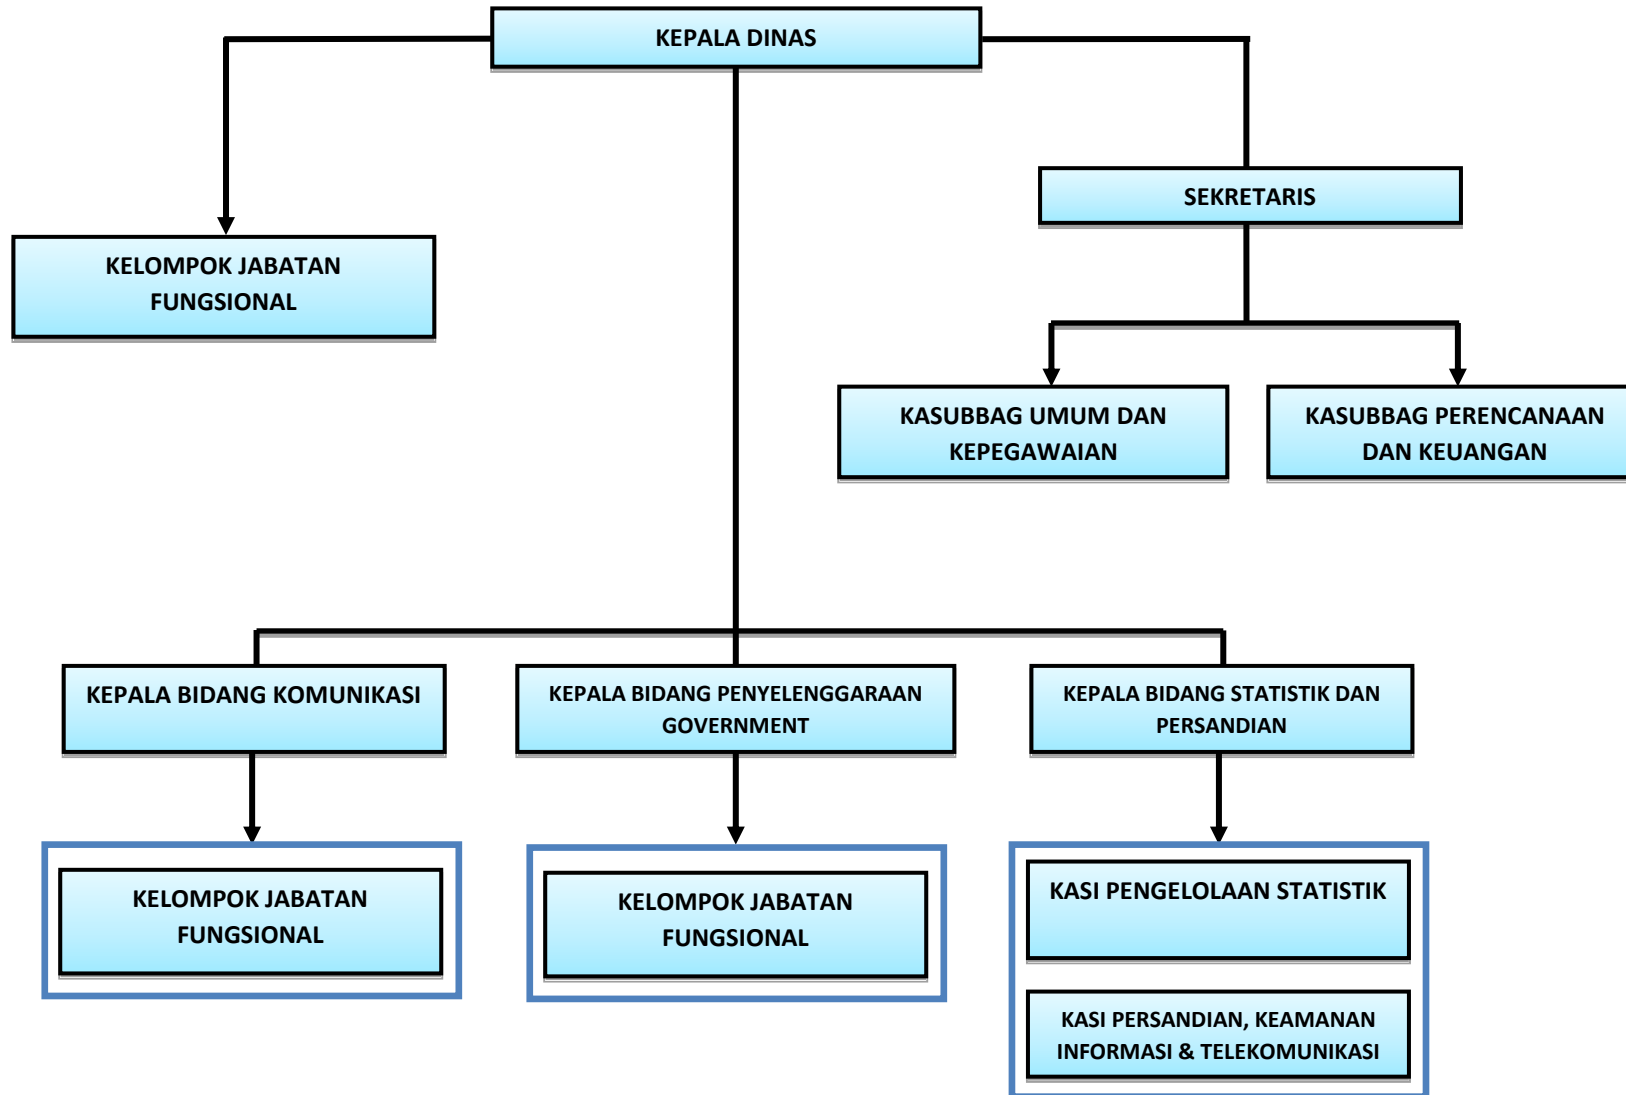 KEPALA DINAS
SEKRETARIS
KELOMPOK JABATAN
FUNGSIONAL
KASUBBAG UMUM DAN
KEPEGAWAIAN
KASUBBAG PERENCANAAN
DAN KEUANGAN
KEPALA BIDANG KOMUNIKASI
KEPALA BIDANG PENYELENGGARAAN
GOVERNMENT
KEPALA BIDANG STATISTIK DAN
PERSANDIAN
KELOMPOK JABATAN
FUNGSIONAL
KELOMPOK JABATAN
FUNGSIONAL
KASI PENGELOLAAN STATISTIK
KASI PERSANDIAN, KEAMANAN
INFORMASI & TELEKOMUNIKASI